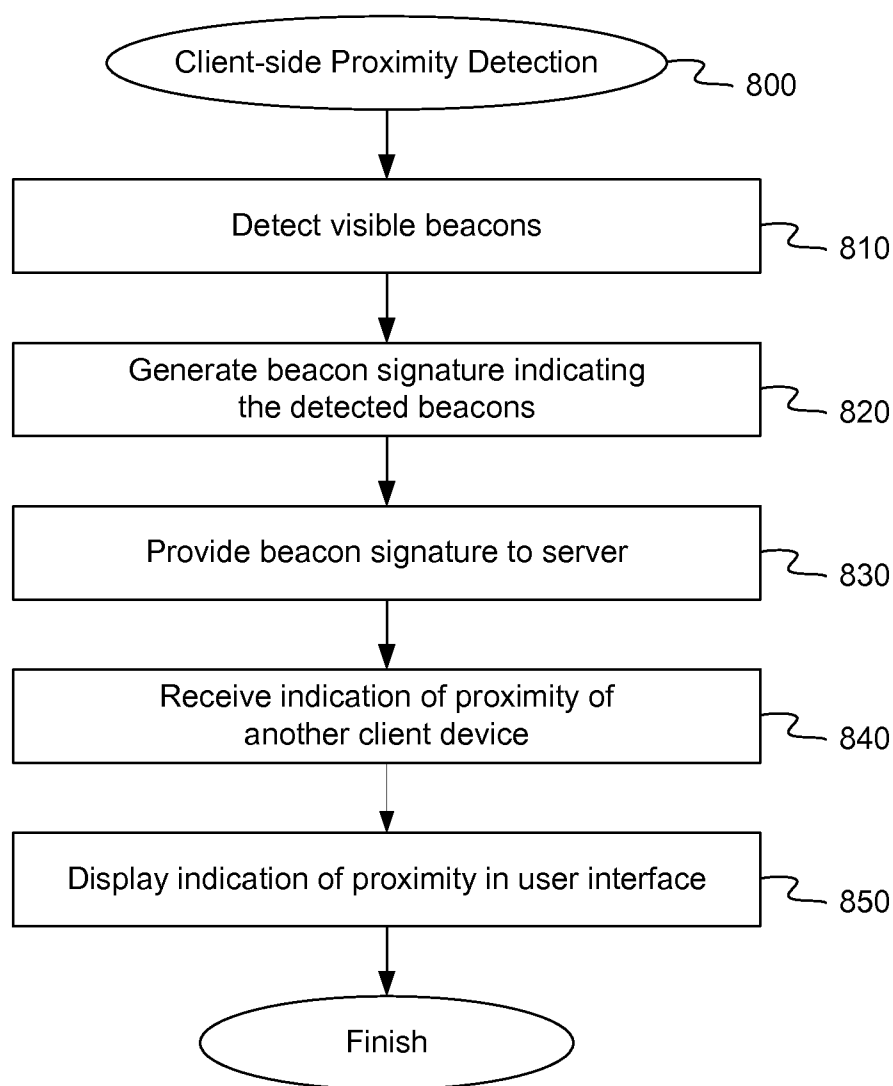 Client-side Proximity Detection
800
Detect visible beacons
810
Generate beacon signature indicating
the detected beacons
820
Provide beacon signature to server
830
Receive indication of proximity of
another client device
840
Display indication of proximity in user interface
850
Finish